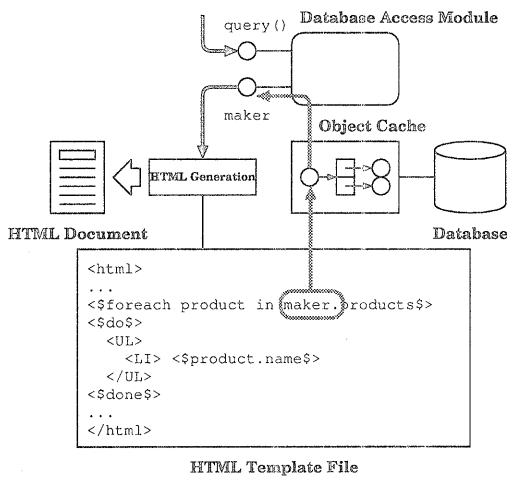 Database Access Module
query()
maker
Object Cache
HTML Generation
HTML Document
Database
<html>
...
<$foreach product in maker.products$>
<$do$>
<UL>
<LI> <$product.name$>
</UL>
<$done$>
...
</html>
HTML Template File